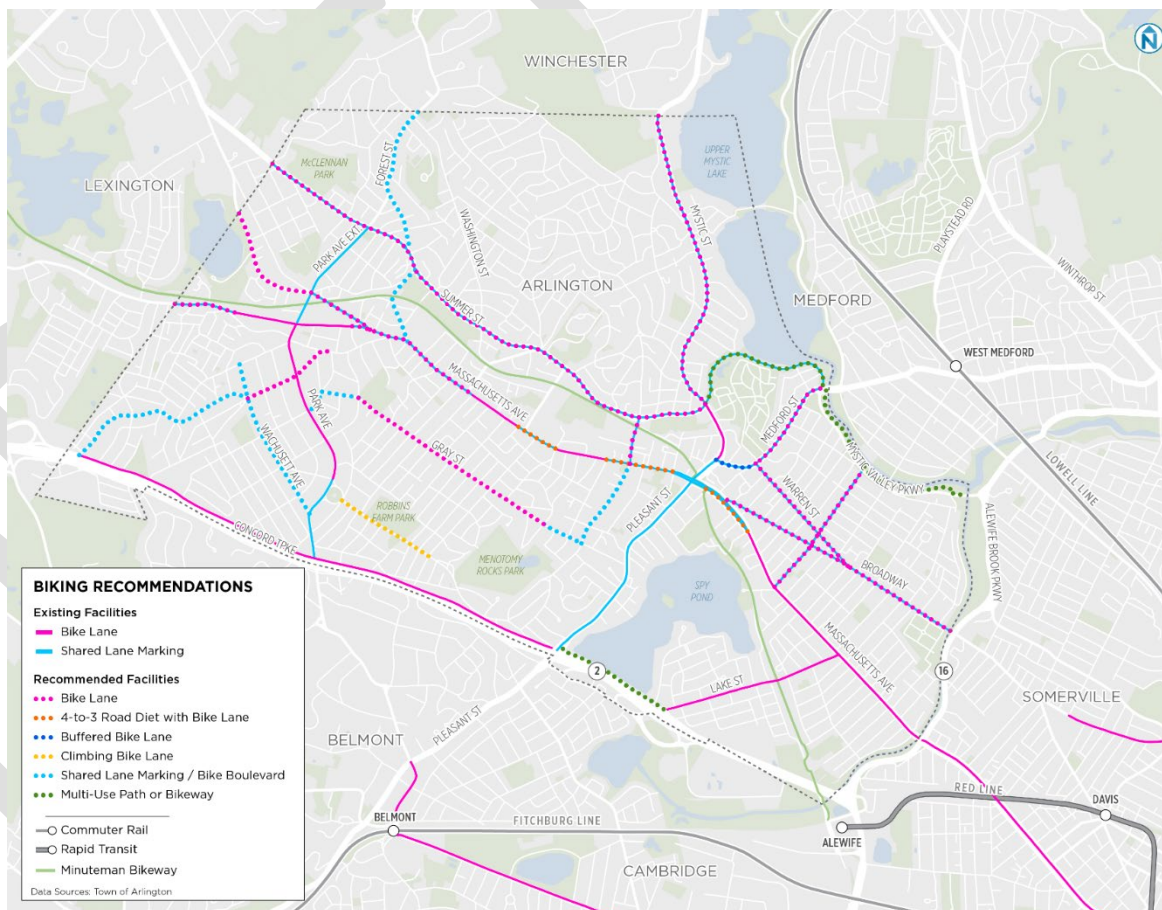 N
WINCHESTER
UPPER
MYSTIC
LAKE
McCLENNAN
PARK
FOREST ST
LEXINGTON
WASHINGTON ST
MYSTIC ST
PLAYSTEAD RD
PARK AVE EXT.
WINTHROP ST.
ARLINGTON
MEDFORD
SUMMER ST.
WEST MEDFORD
MASSACHUSETTS AVE
PARK AVE
MEDFORD ST
WACHUSETT AVE
GRAY ST
MYSTIC VALLEY PKWY
LOWELL LINE
WARREN ST
PLEASANT ST
ROBBINS
FARM PARK
CONCORD TPKE
MENOTOMY
ROCKS PARK
ALEWIFE BROOK PKWY
BROADWAY
SPY
POND
MASSACHUSETTS AVE
2
16
LAKE ST
SOMERVILLE
PLEASANT ST
BELMONT
RED LINE
DAVIS
BELMONT
FITCHBURG LINE
ALEWIFE
CAMBRIDGE
BIKING RECOMMENDATIONS
Existing Facilities
Bike Lane
Shared Lane Marking
Recommended Facilities
Bike Lane
4-to-3 Road Diet with Bike Lane
Buffered Bike Lane
Climbing Bike Lane
Shared Lane Marking / Bike Boulevard
Multi-Use Path or Bikeway
Commuter Rail
Rapid Transit
Minuteman Bikeway
Data Sources: Town of Arlington